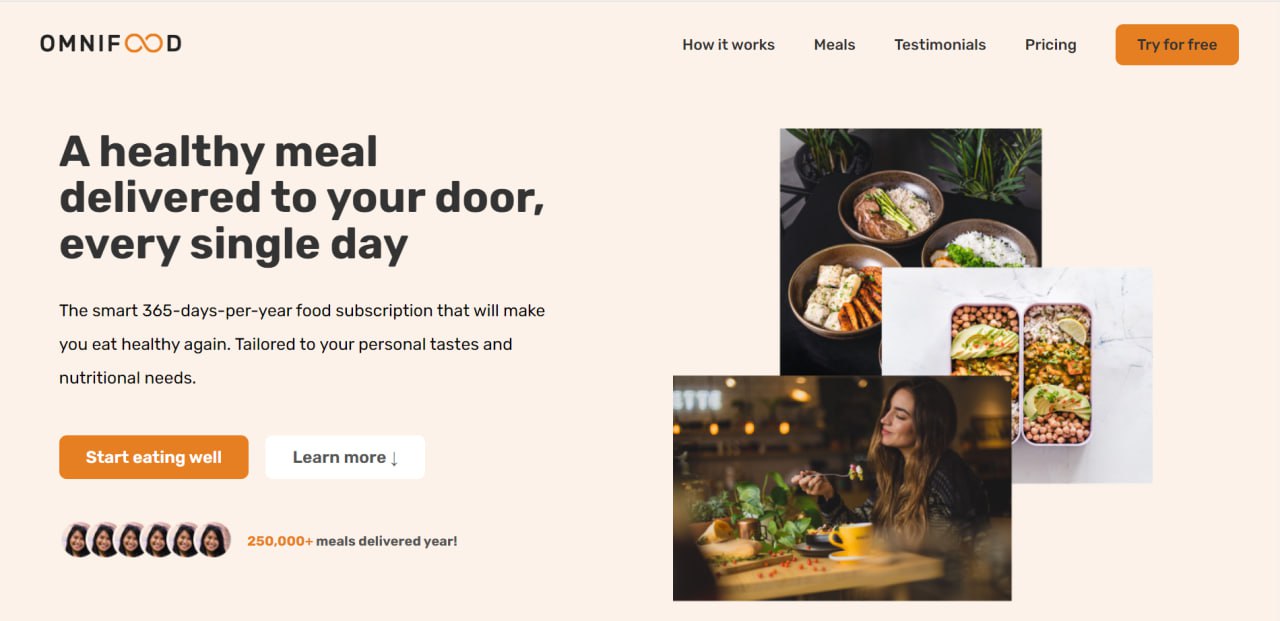 OMNIFOOD
How it works
Meals
Testimonials
Pricing
Try for free
A healthy meal
delivered to your door,
every single day
The smart 365-days-per-year food subscription that will make
you eat healthy again. Tailored to your personal tastes and
nutritional needs.
Start eating well
Learn more ↓
250,000+ meals delivered year!